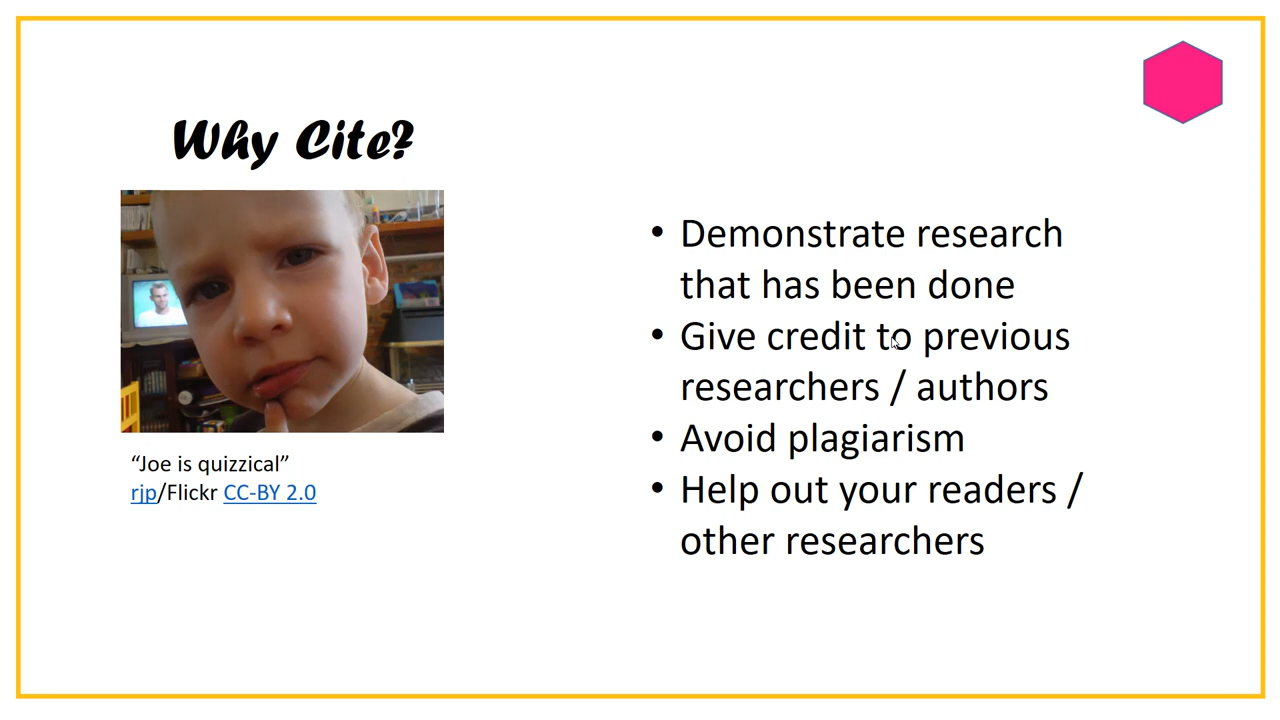 Why Cite?
“Joe is quizzical”
rjp/Flickr CC-BY 2.0
• Demonstrate research
that has been done
• Give credit to previous
researchers / authors
• Avoid plagiarism
• Help out your readers /
other researchers